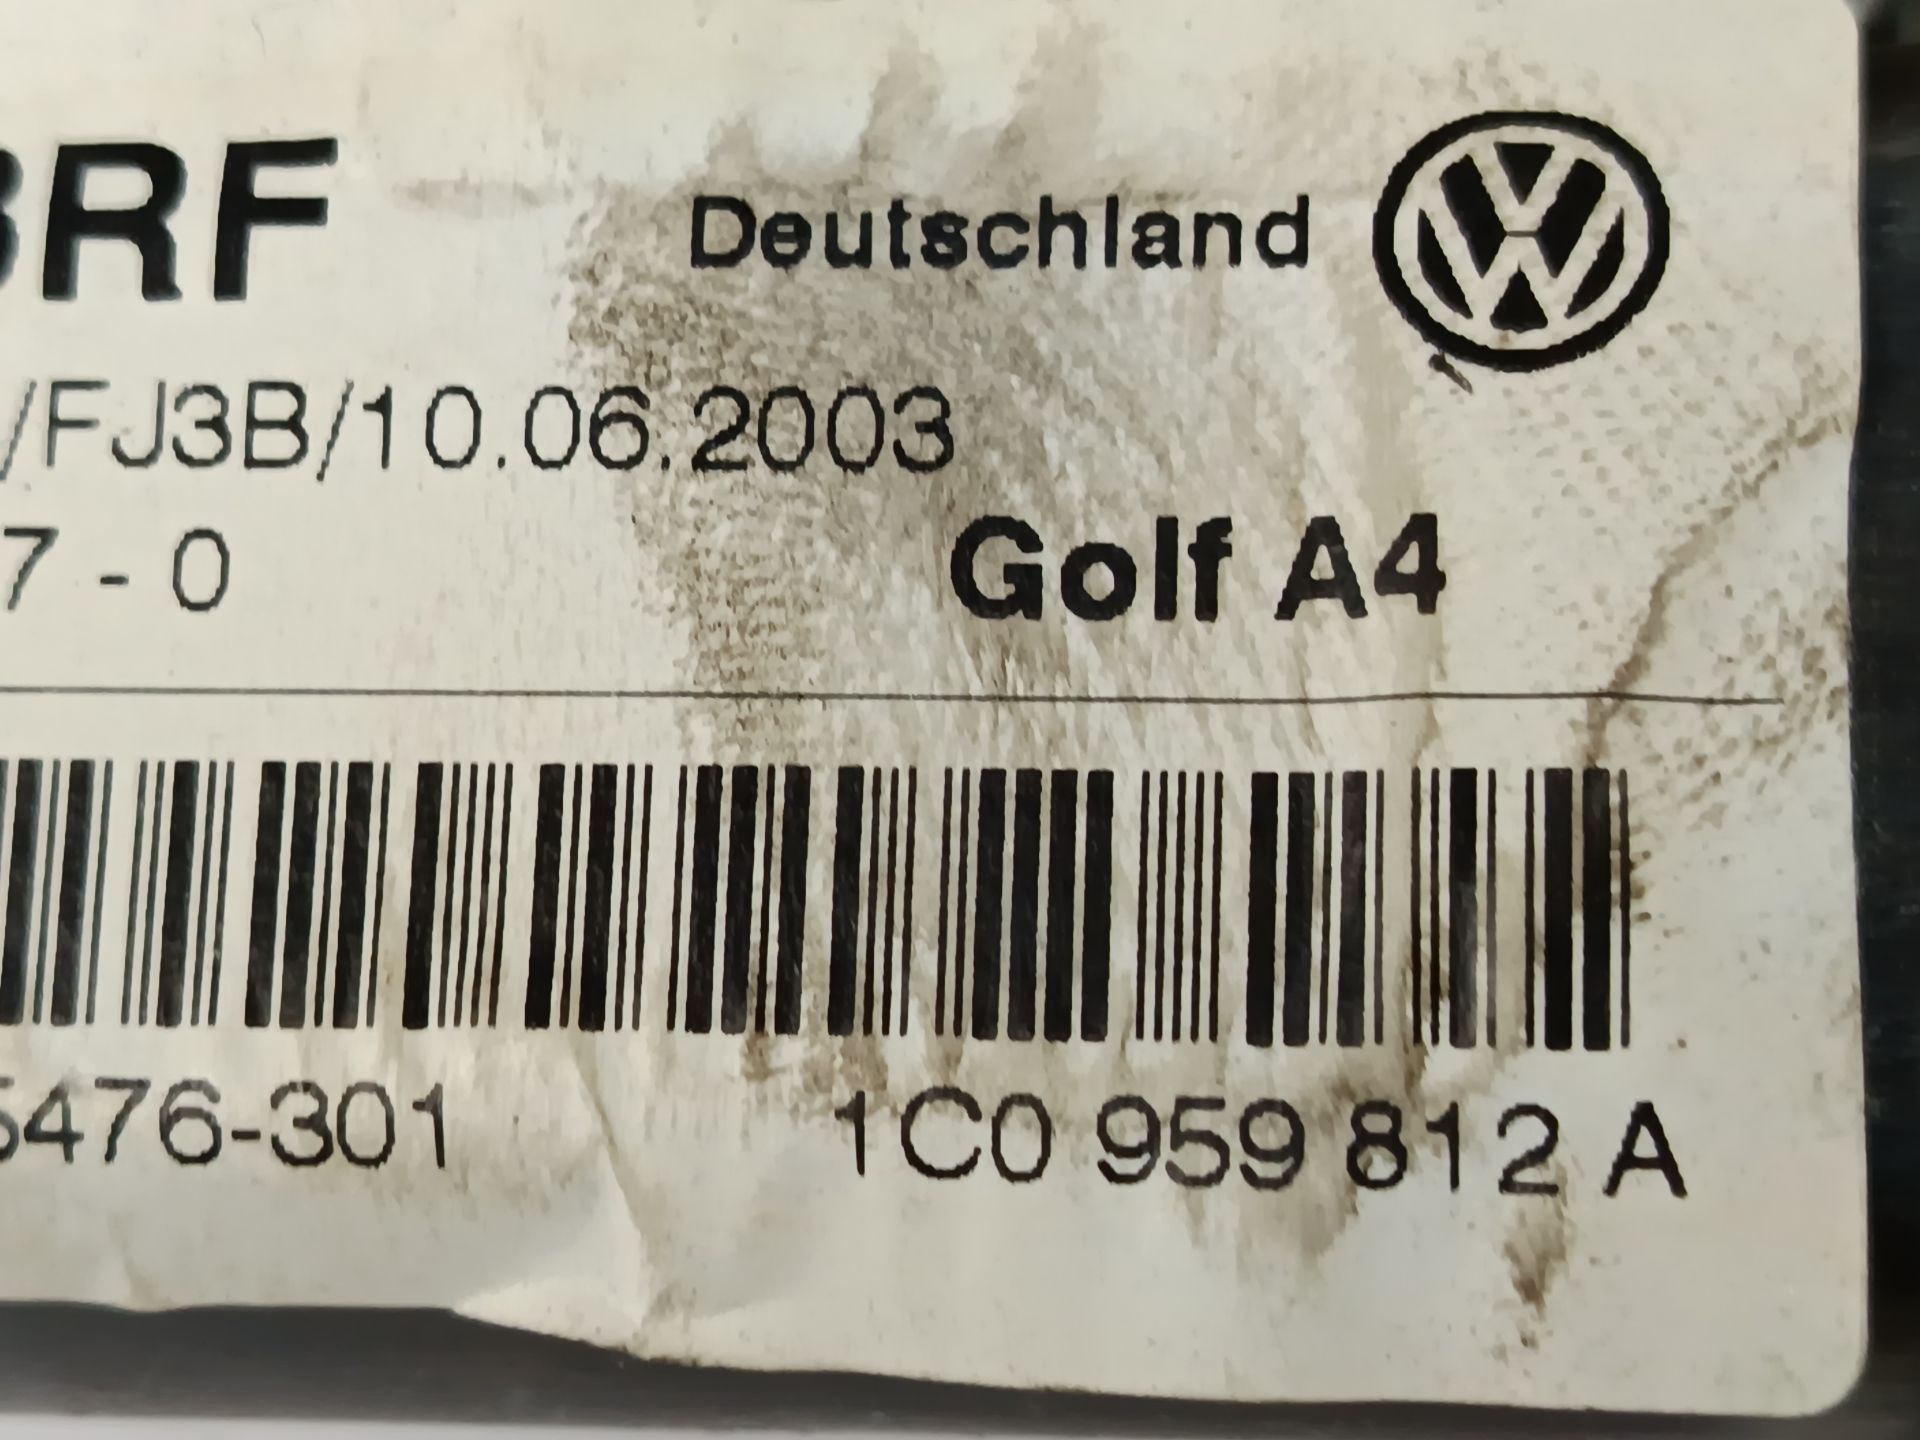 BRF Deutschland
/FJ3B/10.06.2003
7 - 0 Golf A4
5476-301 1C0 959 812 A